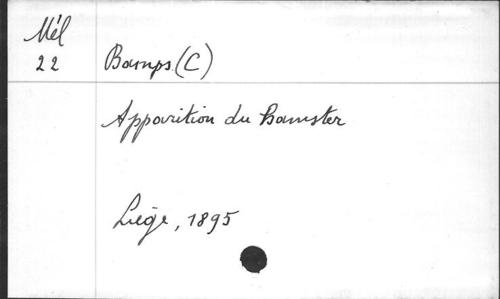 Mél
22
Bamps. (C)
Apparition du hamster
Liège, 1895